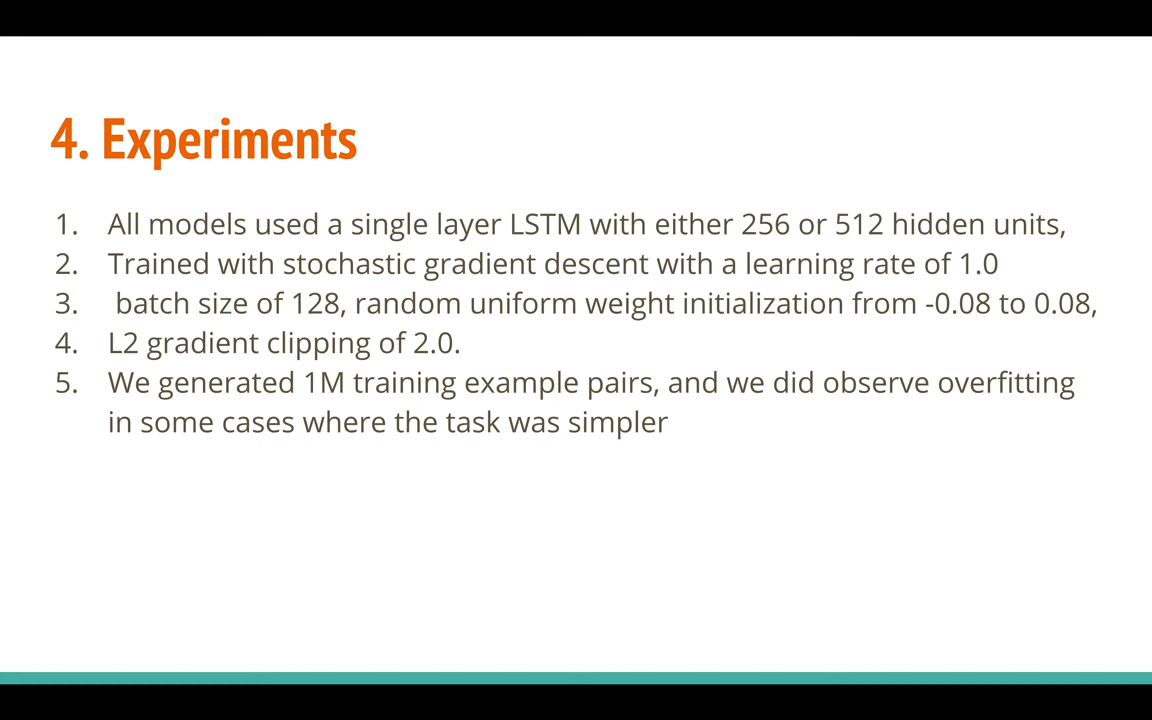 4. Experiments
1. All models used a single layer LSTM with either 256 or 512 hidden units,
2. Trained with stochastic gradient descent with a learning rate of 1.0
3. batch size of 128, random uniform weight initialization from -0.08 to 0.08,
4. L2 gradient clipping of 2.0.
5. We generated 1M training example pairs, and we did observe overfitting
in some cases where the task was simpler